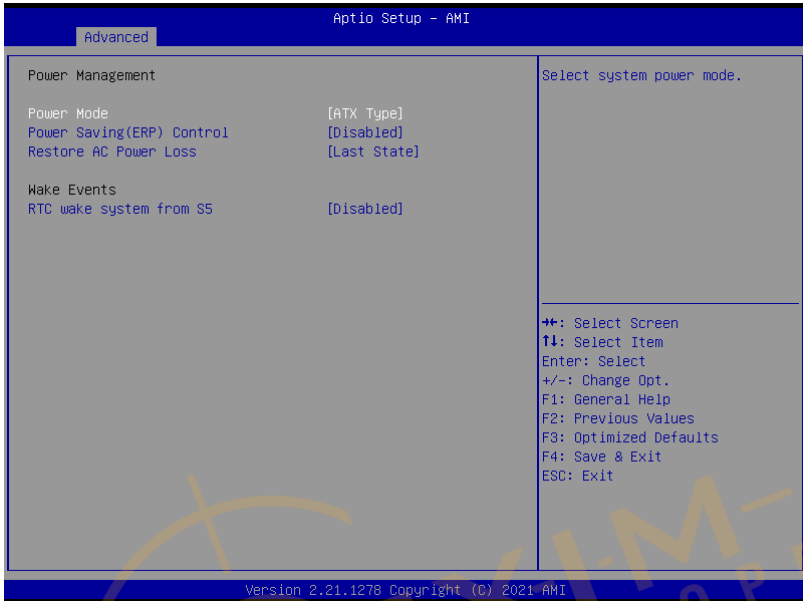 Aptio Setup – AMI
Advanced
Power Management
Power Mode [ATX Type]
Power Saving(ERP) Control [Disabled]
Restore AC Power Loss [Last State]
Wake Events
RTC wake system from S5 [Disabled]
Select system power mode.
→←: Select Screen
↑↓: Select Item
Enter: Select
+/-: Change Opt.
F1: General Help
F2: Previous Values
F3: Optimized Defaults
F4: Save & Exit
ESC: Exit
Version 2.21.1278 Copyright (C) 2021 AMI